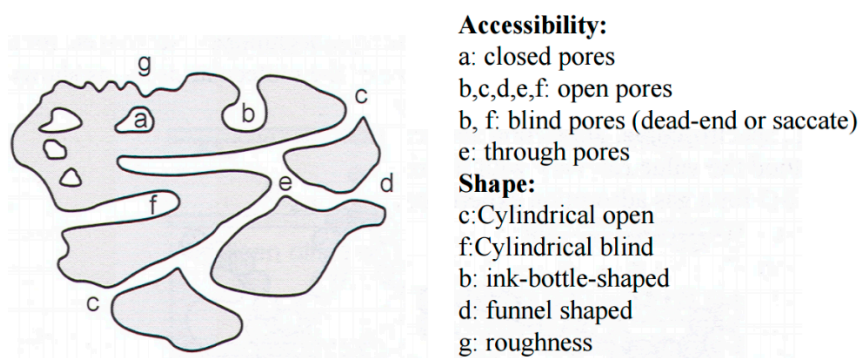 Accessibility:
a: closed pores
b,c,d,e,f: open pores
b, f: blind pores (dead-end or saccate)
e: through pores
Shape:
c:Cylindrical open
f:Cylindrical blind
b: ink-bottle-shaped
d: funnel shaped
g: roughness
g
c
a
b
e
d
f
c